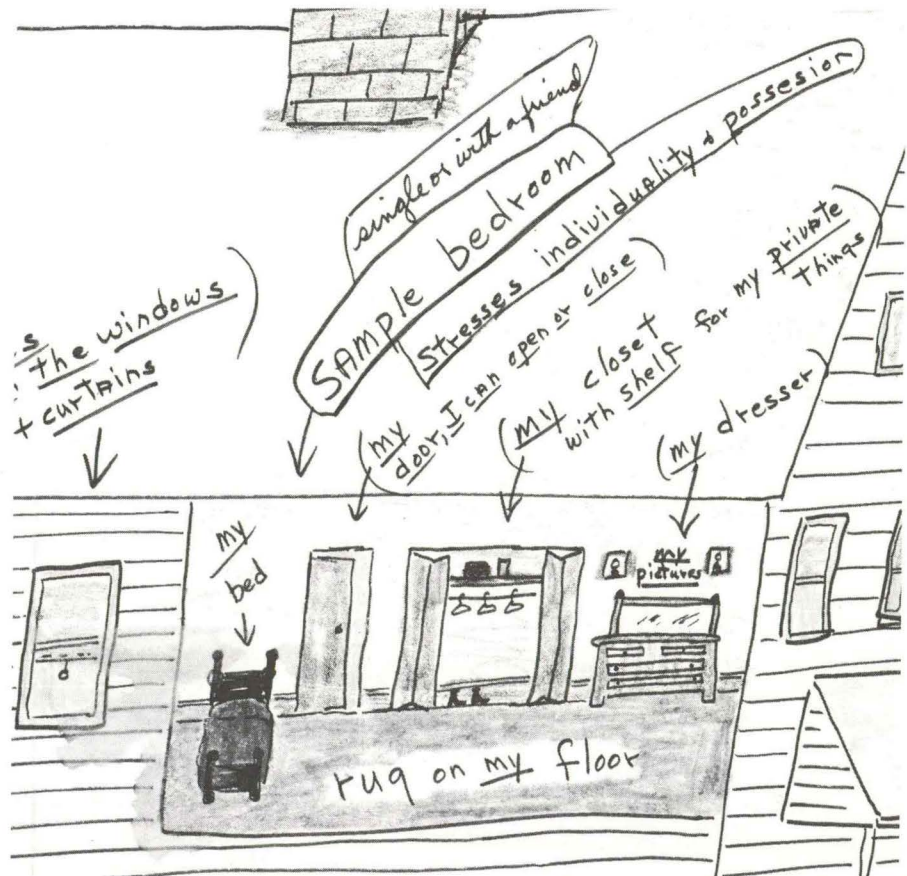 single or with a friend
SAmple bedroom
Stresses individuality & possesion
s
the windows
+ curtains
(my
door, I can open or close)
(my closet
with shelf for my private
things)
(my dresser)
my
bed
my
pictures
rug on my floor